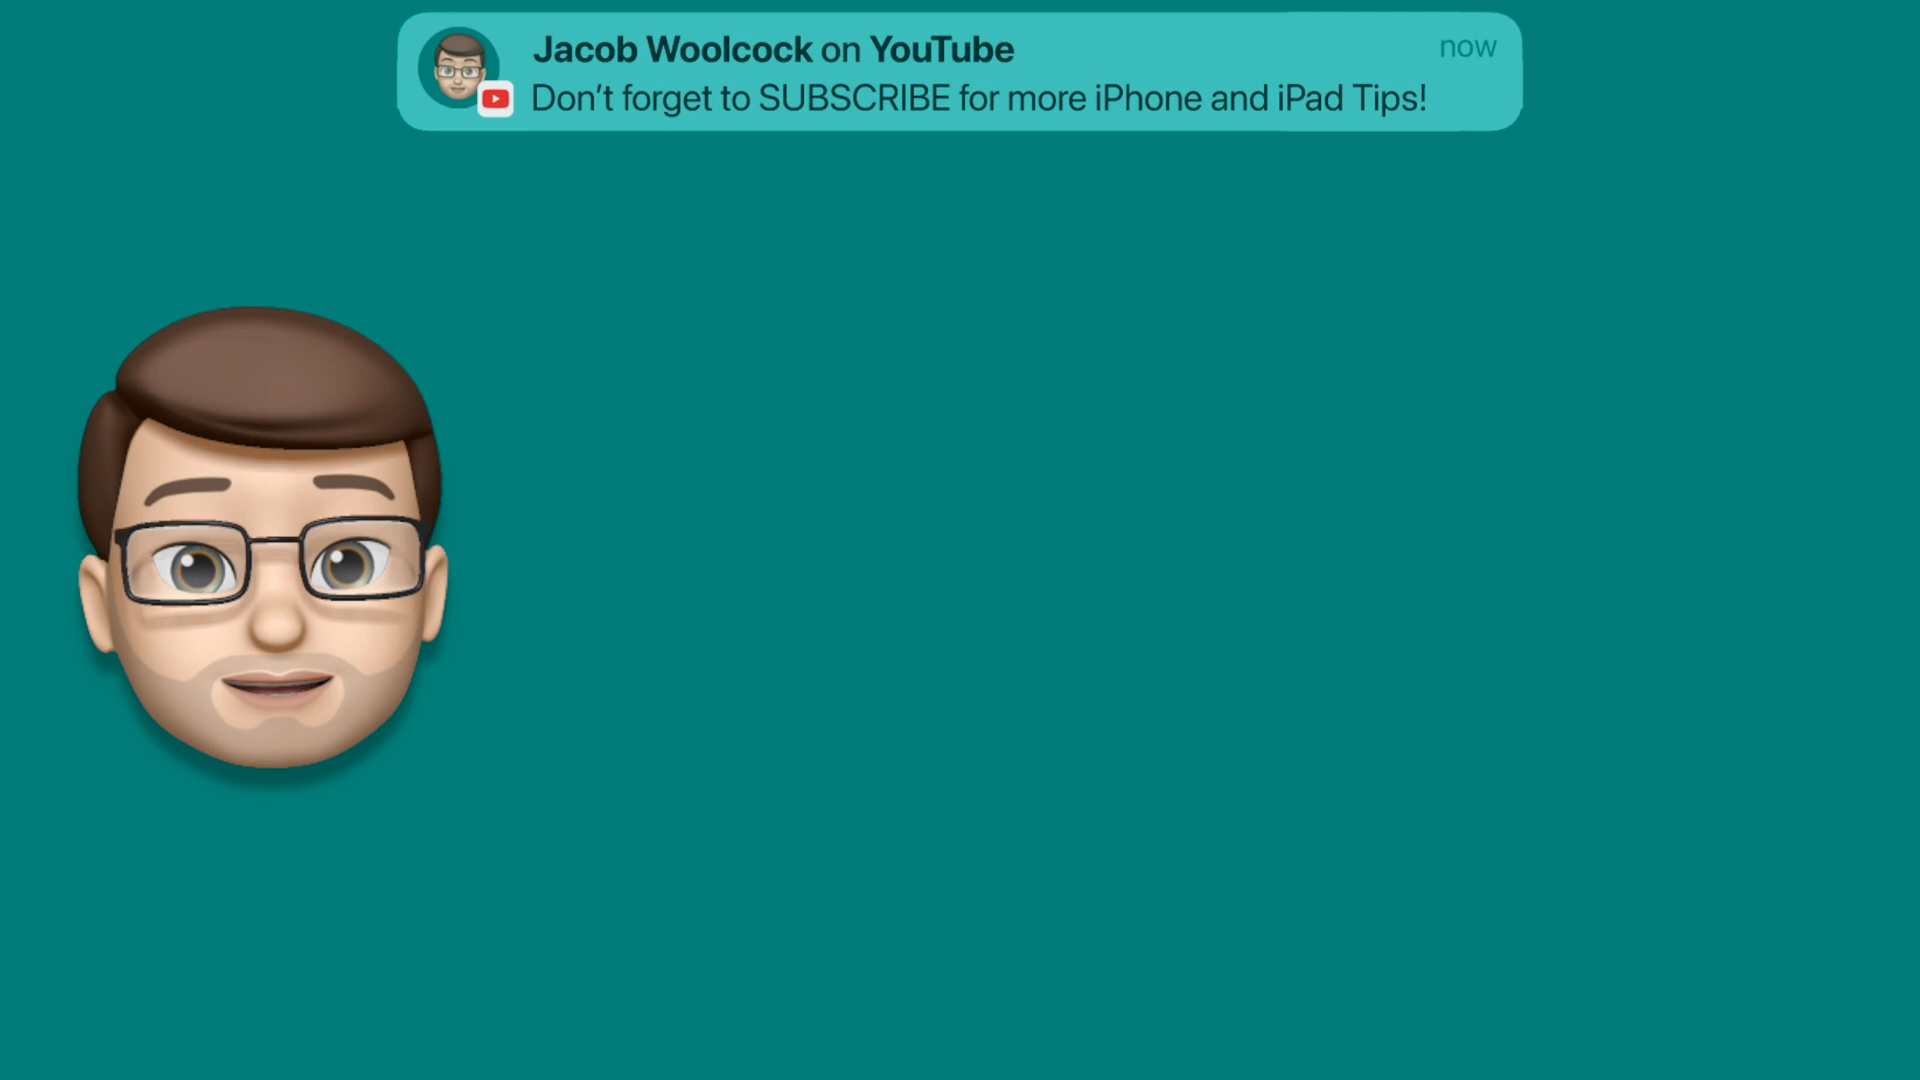 Jacob Woolcock on YouTube
now
Don’t forget to SUBSCRIBE for more iPhone and iPad Tips!